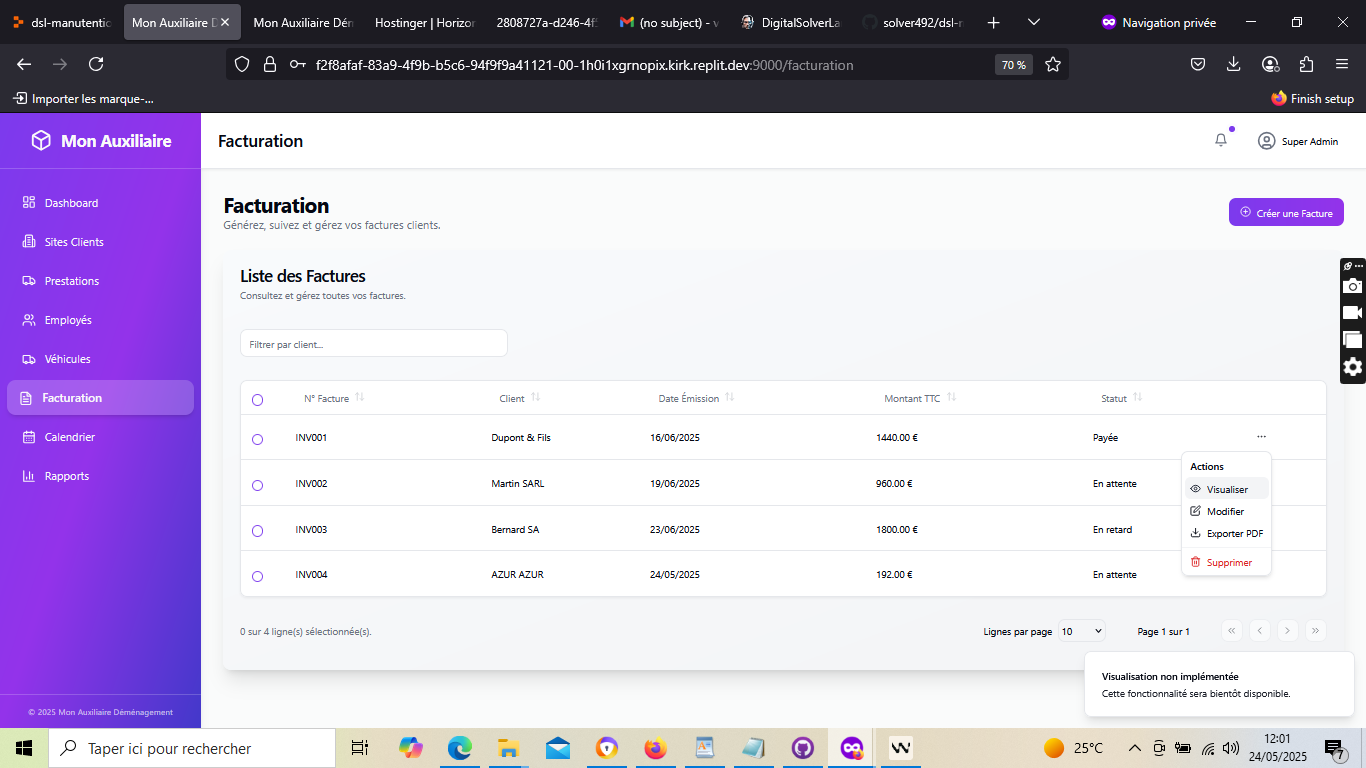 dsl-manutentic
Mon Auxiliaire D
Mon Auxiliaire Dém
Hostinger | Horizon
2808727a-d246-4f5
(no subject) - v
DigitalSolverLa
solver492/dsl-
Navigation privée
f2f8afaf-83a9-4f9b-b5c6-94f9f9a41121-00-1h0i1xgrnopix.kirk.replit.dev:9000/facturation
70 %
Importer les marque-...
Finish setup
Mon Auxiliaire
Facturation
Super Admin
Dashboard
Sites Clients
Prestations
Employés
Véhicules
Facturation
Calendrier
Rapports
© 2025 Mon Auxiliaire Déménagement
Facturation
Générez, suivez et gérez vos factures clients.
Créer une Facture
Liste des Factures
Consultez et gérez toutes vos factures.
Filtrer par client...
N° Facture Client Date Émission Montant TTC Statut
INV001 Dupont & Fils 16/06/2025 1440.00 € Payée ...
INV002 Martin SARL 19/06/2025 960.00 € En attente
INV003 Bernard SA 23/06/2025 1800.00 € En retard
INV004 AZUR AZUR 24/05/2025 192.00 € En attente
Actions
Visualiser
Modifier
Exporter PDF
Supprimer
0 sur 4 ligne(s) sélectionnée(s).
Lignes par page 10
Page 1 sur 1
Visualisation non implémentée
Cette fonctionnalité sera bientôt disponible.
Taper ici pour rechercher
25°C
12:01
24/05/2025
7